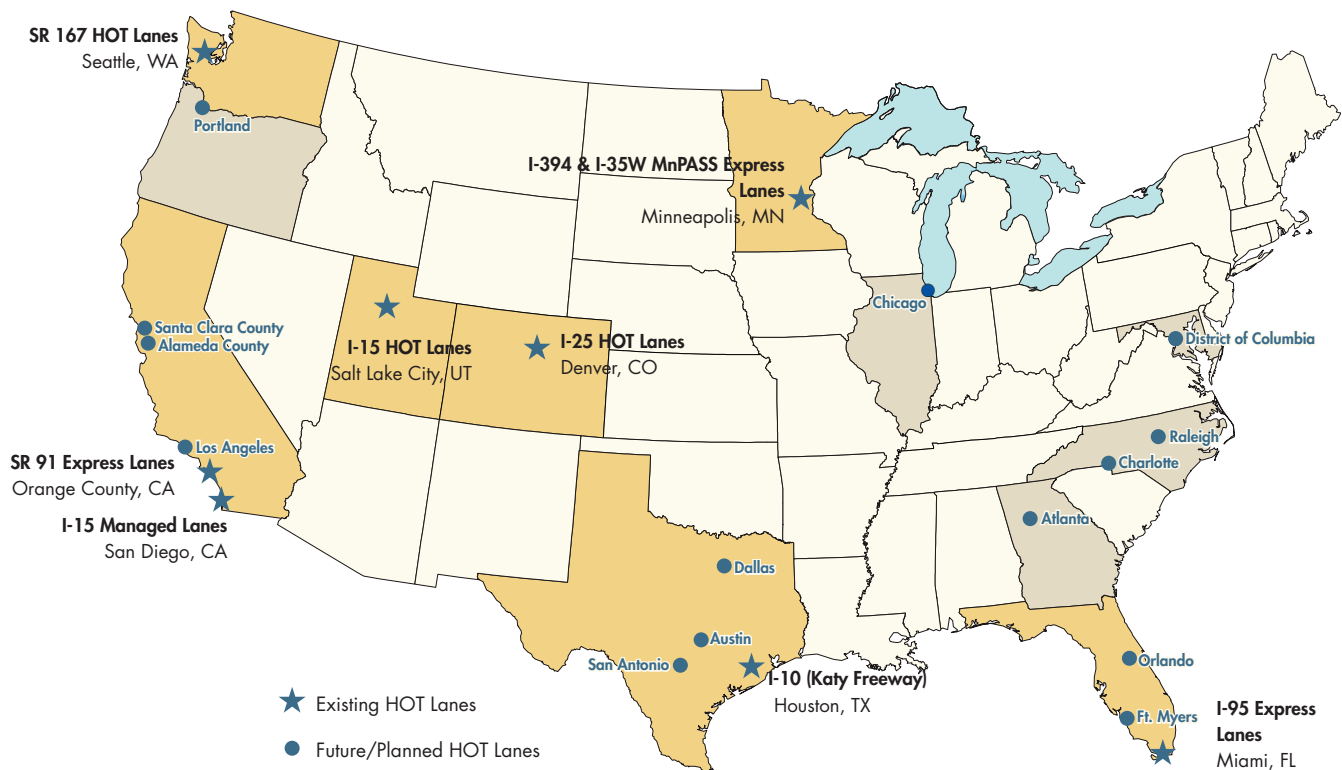 SR 167 HOT Lanes
Seattle, WA
Portland
I-394 & I-35W MnPASS Express
Lanes
Minneapolis, MN
Chicago
Santa Clara County
Alameda County
I-15 HOT Lanes
Salt Lake City, UT
I-25 HOT Lanes
Denver, CO
District of Columbia
Los Angeles
SR 91 Express Lanes
Orange County, CA
I-15 Managed Lanes
San Diego, CA
Raleigh
Charlotte
Atlanta
Dallas
Austin
San Antonio
I-10 (Katy Freeway)
Houston, TX
Orlando
Ft. Myers
I-95 Express
Lanes
Miami, FL
Existing HOT Lanes
Future/Planned HOT Lanes